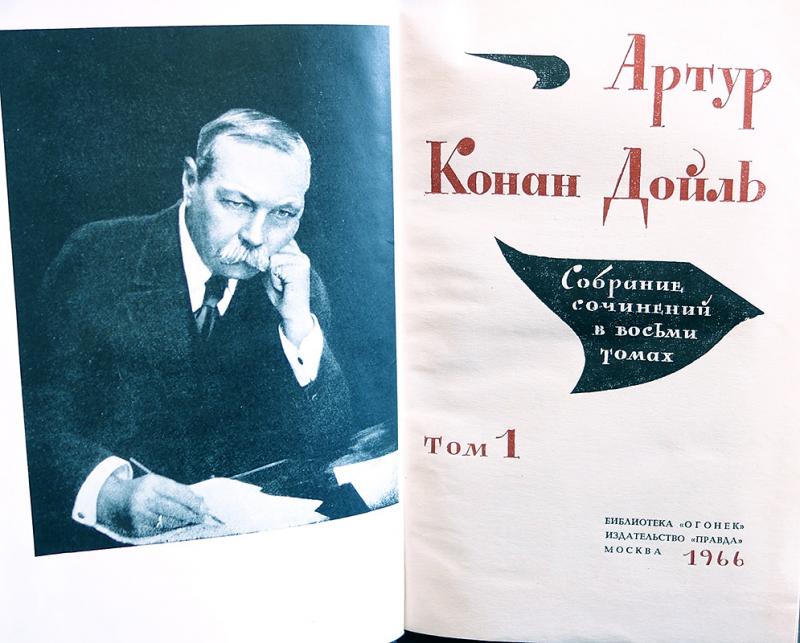 Артур
Конан Дойль
Собрание
сочинений
в восьми
томах
том 1
БИБЛИОТЕКА «ОГОНЕК»
ИЗДАТЕЛЬСТВО «ПРАВДА»
МОСКВА 1966